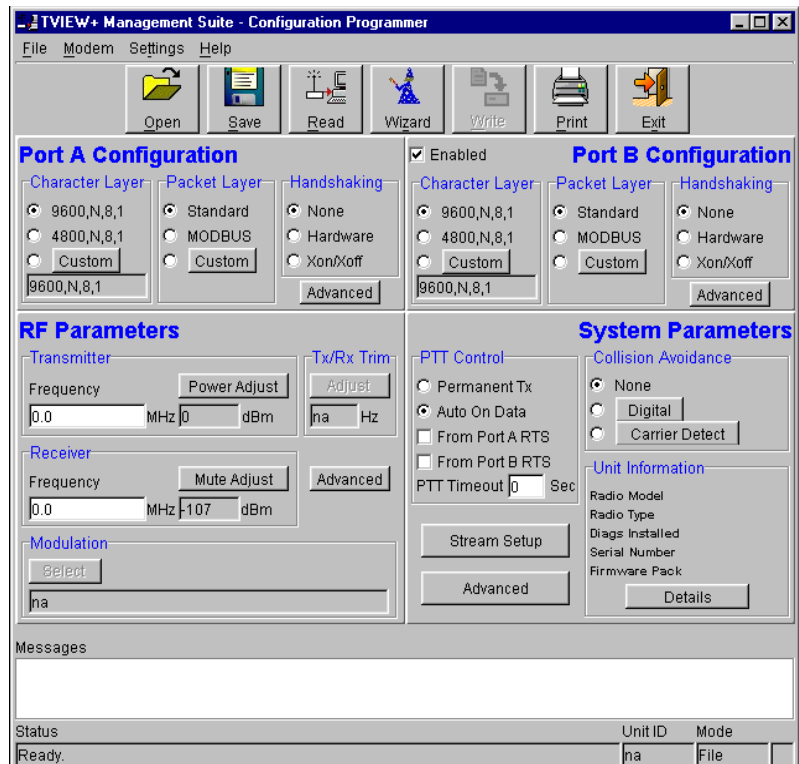 TVIEW+ Management Suite - Configuration Programmer
File Modem Settings Help
Open Save Read Wizard Write Print Exit
Port A Configuration
Character Layer
9600,N,8,1
4800,N,8,1
Custom
9600,N,8,1
Packet Layer
Standard
MODBUS
Custom
Handshaking
None
Hardware
Xon/Xoff
Advanced
Enabled
Port B Configuration
Character Layer
9600,N,8,1
4800,N,8,1
Custom
9600,N,8,1
Packet Layer
Standard
MODBUS
Custom
Handshaking
None
Hardware
Xon/Xoff
Advanced
RF Parameters
Transmitter
Frequency Power Adjust
0.0 MHz 0 dBm
Tx/Rx Trim
Adjust
na Hz
Receiver
Frequency Mute Adjust
0.0 MHz -107 dBm
Advanced
Modulation
Select
na
System Parameters
PTT Control
Permanent Tx
Auto On Data
From Port A RTS
From Port B RTS
PTT Timeout 0 Sec
Stream Setup
Advanced
Collision Avoidance
None
Digital
Carrier Detect
Unit Information
Radio Model
Radio Type
Diags Installed
Serial Number
Firmware Pack
Details
Messages
Status Unit ID Mode
Ready. na File